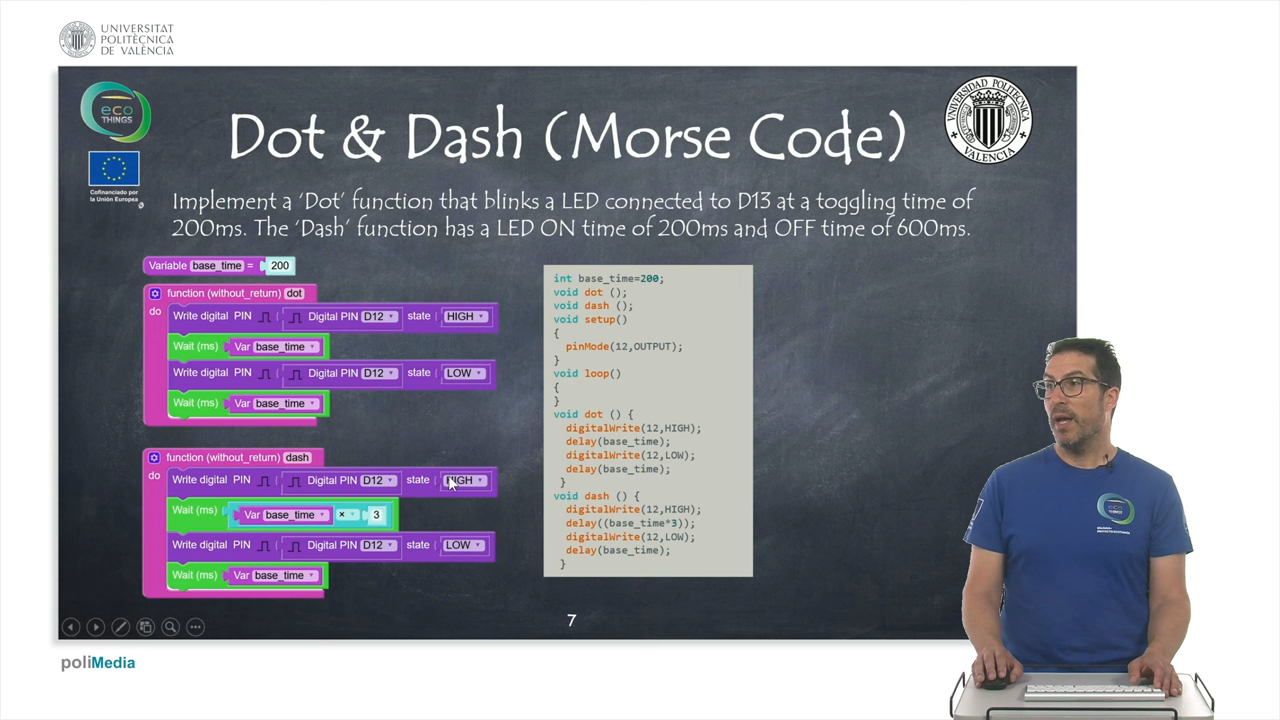 UNIVERSITAT
POLITÈCNICA
DE VALÈNCIA
eco
THINGS
Cofinanciado por
la Unión Europea
UNIVERSIDAD POLITECNICA
VALENCIA
Dot & Dash (Morse Code)
Implement a 'Dot' function that blinks a LED connected to D13 at a toggling time of
200ms. The 'Dash' function has a LED ON time of 200ms and OFF time of 600ms.
Variable base_time = 200
function (without_return) dot
do
Write digital PIN Digital PIN D12 state HIGH
Wait (ms) Var base_time
Write digital PIN Digital PIN D12 state LOW
Wait (ms) Var base_time
function (without_return) dash
do
Write digital PIN Digital PIN D12 state HIGH
Wait (ms) Var base_time × 3
Write digital PIN Digital PIN D12 state LOW
Wait (ms) Var base_time
int base_time=200;
void dot ();
void dash ();
void setup()
{
pinMode(12,OUTPUT);
}
void loop()
{
}
void dot () {
digitalWrite(12,HIGH);
delay(base_time);
digitalWrite(12,LOW);
delay(base_time);
}
void dash () {
digitalWrite(12,HIGH);
delay((base_time*3));
digitalWrite(12,LOW);
delay(base_time);
}
7
eco
THINGS
poliMedia